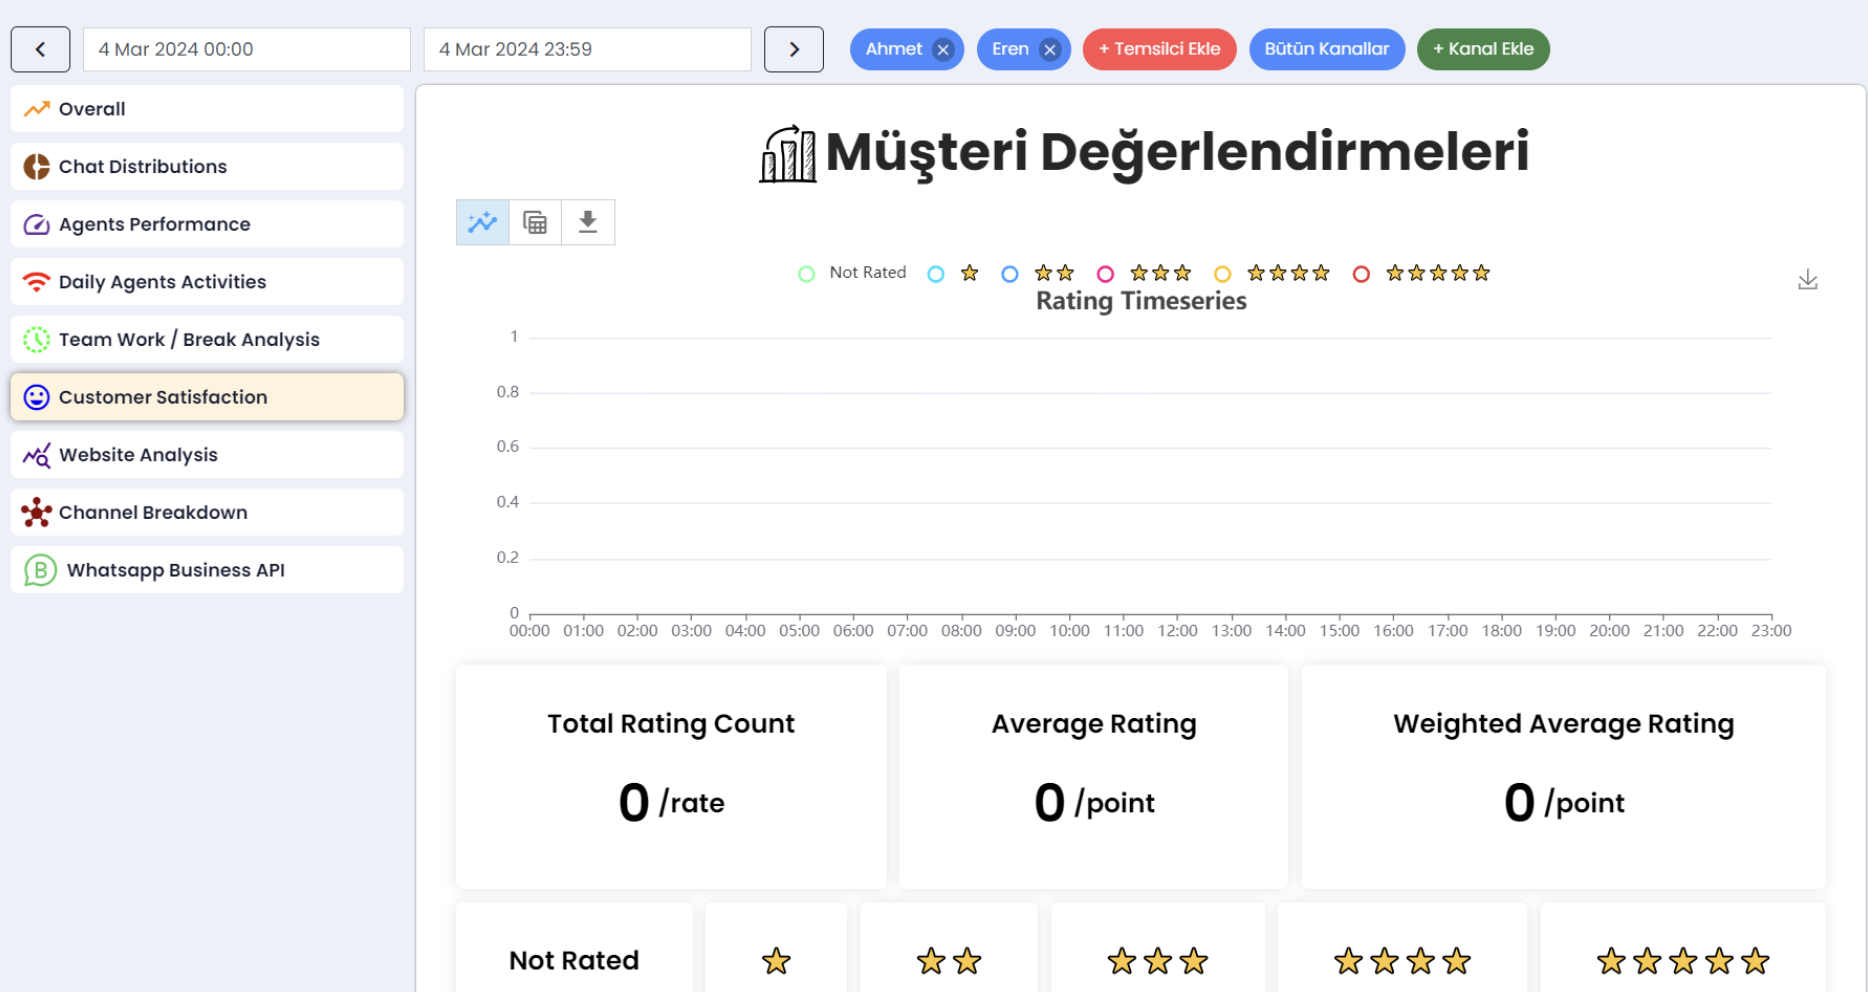 4 Mar 2024 00:00
4 Mar 2024 23:59
Ahmet
Eren
+ Temsilci Ekle
Bütün Kanallar
+ Kanal Ekle
Overall
Chat Distributions
Agents Performance
Daily Agents Activities
Team Work / Break Analysis
Customer Satisfaction
Website Analysis
Channel Breakdown
B Whatsapp Business API
Müşteri Değerlendirmeleri
Not Rated
Rating Timeseries
1
0.8
0.6
0.4
0.2
0
00:00 01:00 02:00 03:00 04:00 05:00 06:00 07:00 08:00 09:00 10:00 11:00 12:00 13:00 14:00 15:00 16:00 17:00 18:00 19:00 20:00 21:00 22:00 23:00
Total Rating Count
0 /rate
Average Rating
0 /point
Weighted Average Rating
0 /point
Not Rated